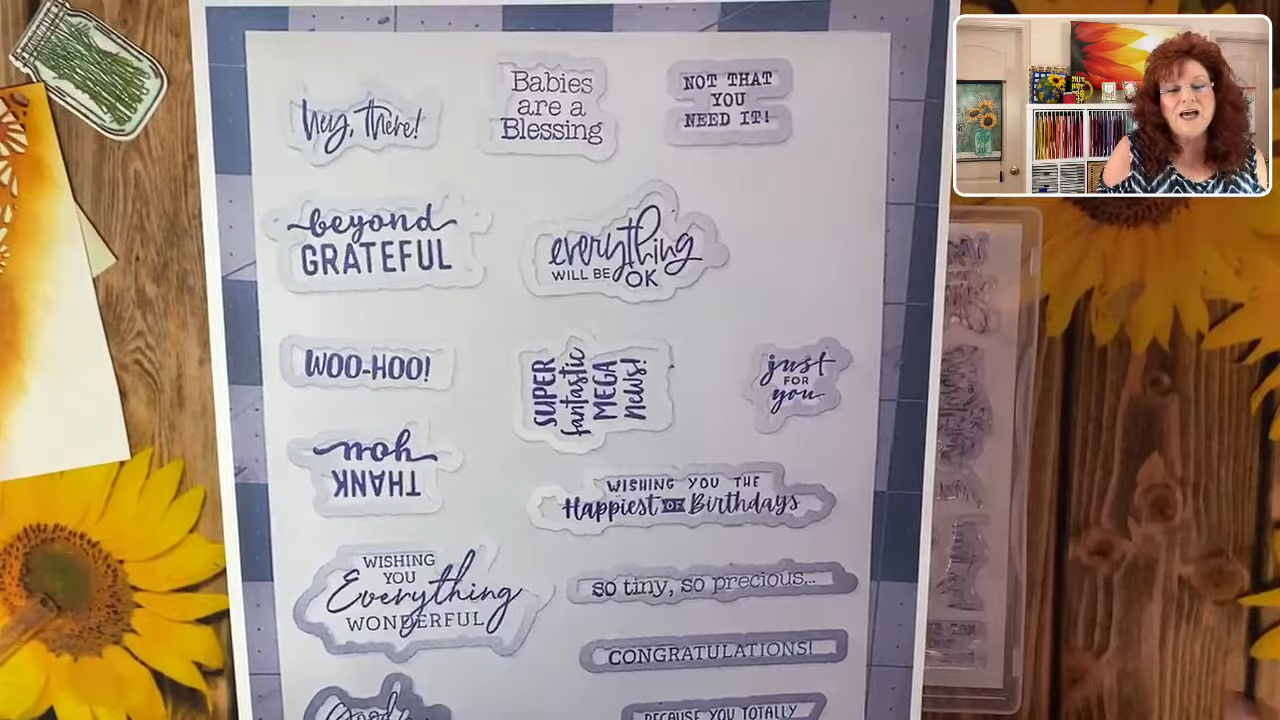 hey, there!
Babies
are a
Blessing
NOT THAT
YOU
NEED IT!
beyond
GRATEFUL
everything
WILL BE OK
WOO-HOO!
SUPER
fantastic
MEGA
news!
just
FOR
you
THANK
you
WISHING YOU THE
Happiest OF Birthdays
WISHING
YOU
Everything
WONDERFUL
so tiny, so precious...
CONGRATULATIONS!
Good
BECAUSE YOU TOTALLY